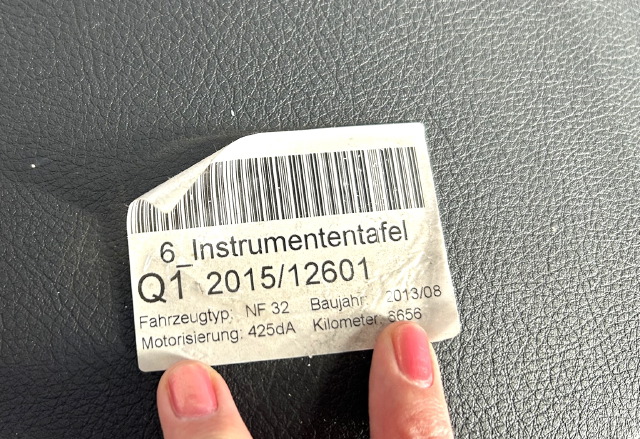 6_Instrumententafel
Q1 2015/12601
Fahrzeugtyp: NF 32 Baujahr: 2013/08
Motorisierung: 425dA Kilometer: 6656